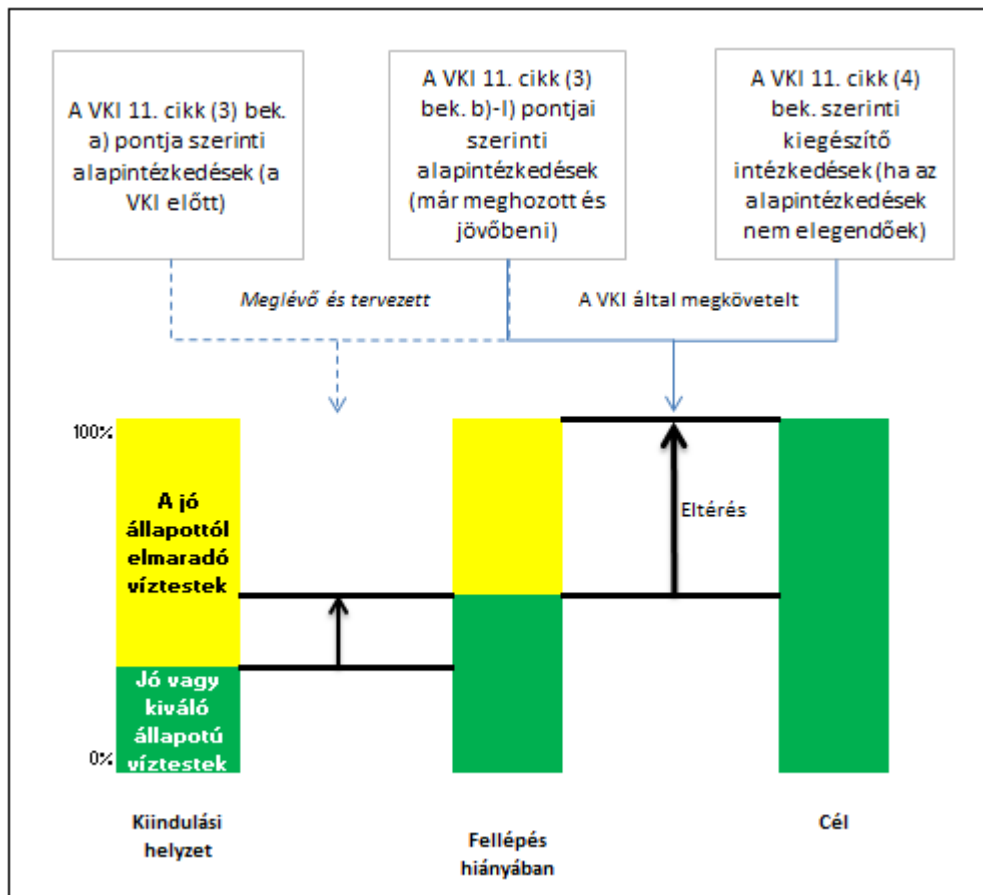 A VKI 11. cikk (3) bek.
a) pontja szerinti
alapintézkedések (a
VKI előtt)
A VKI 11. cikk (3)
bek. b)-l) pontjai
szerinti
alapintézkedések
(már meghozott és
jövőbeni)
A VKI 11. cikk (4)
bek. szerinti
kiegészítő
intézkedések (ha az
alapintézkedések
nem elegendőek)
Meglévő és tervezett
A VKI által megkövetelt
100%
A jó
állapottól
elmaradó
víztestek
Eltérés
Jó vagy
kiváló
állapotú
víztestek
0%
Kiindulási
helyzet
Fellépés
hiányában
Cél